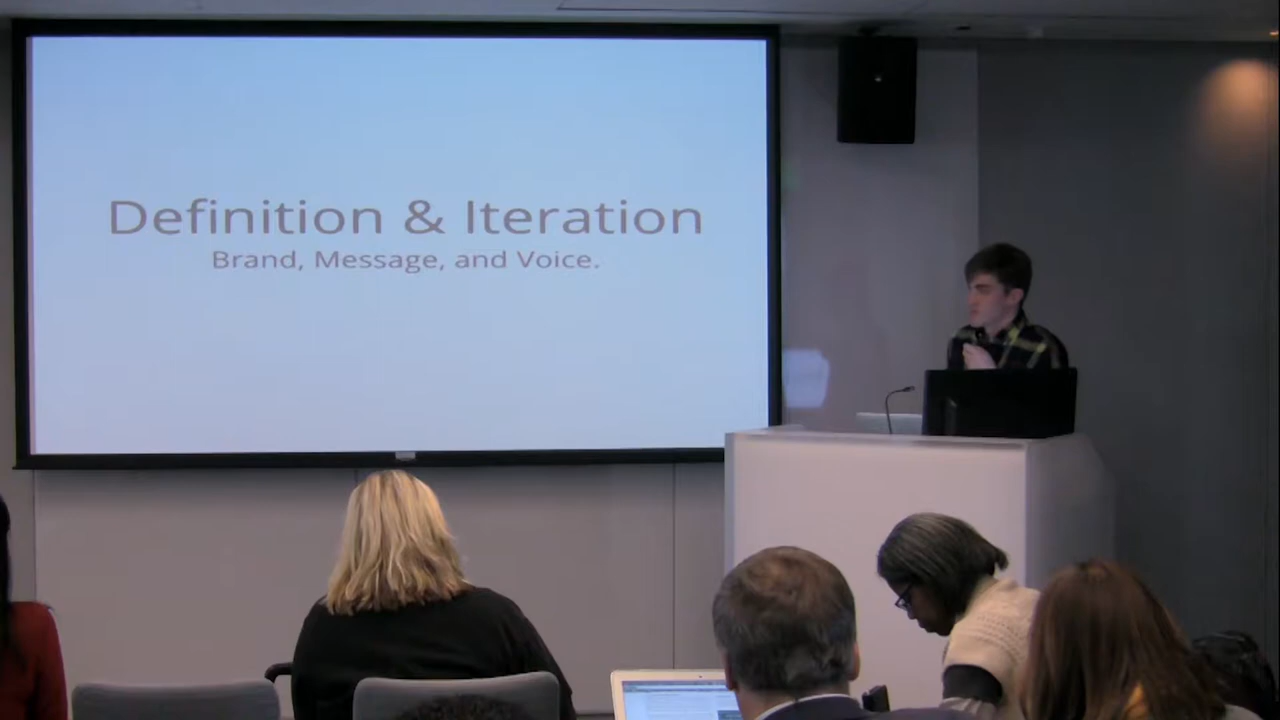 Definition & Iteration
Brand, Message, and Voice.